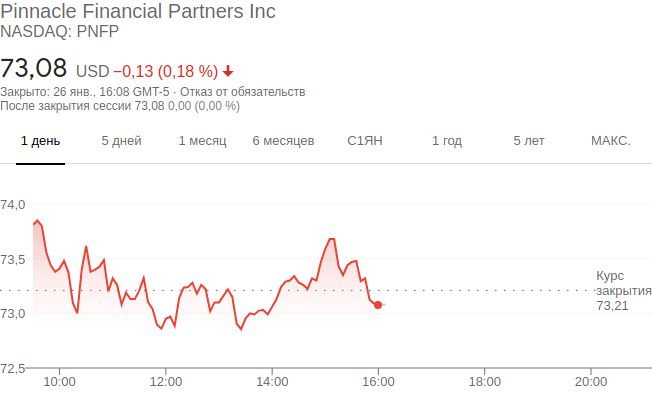 Pinnacle Financial Partners Inc
NASDAQ: PNFP
73,08 USD −0,13 (0,18 %)
Закрыто: 26 янв., 16:08 GMT-5 · Отказ от обязательств
После закрытия сессии 73,08 0,00 (0,00 %)
1 день 5 дней 1 месяц 6 месяцев С1ЯН 1 год 5 лет МАКС.
74,0
73,5
Курс
закрытия
73,21
73,0
72,5
10:00 12:00 14:00 16:00 18:00 20:00